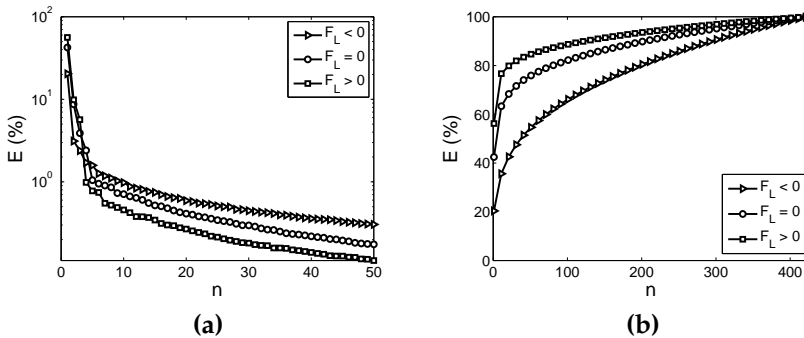 10^2
10^1
10^0
E (%)
0 10 20 30 40 50
n
F_L < 0
F_L = 0
F_L > 0
(a)
100
80
60
40
20
0
E (%)
0 100 200 300 400
n
F_L < 0
F_L = 0
F_L > 0
(b)